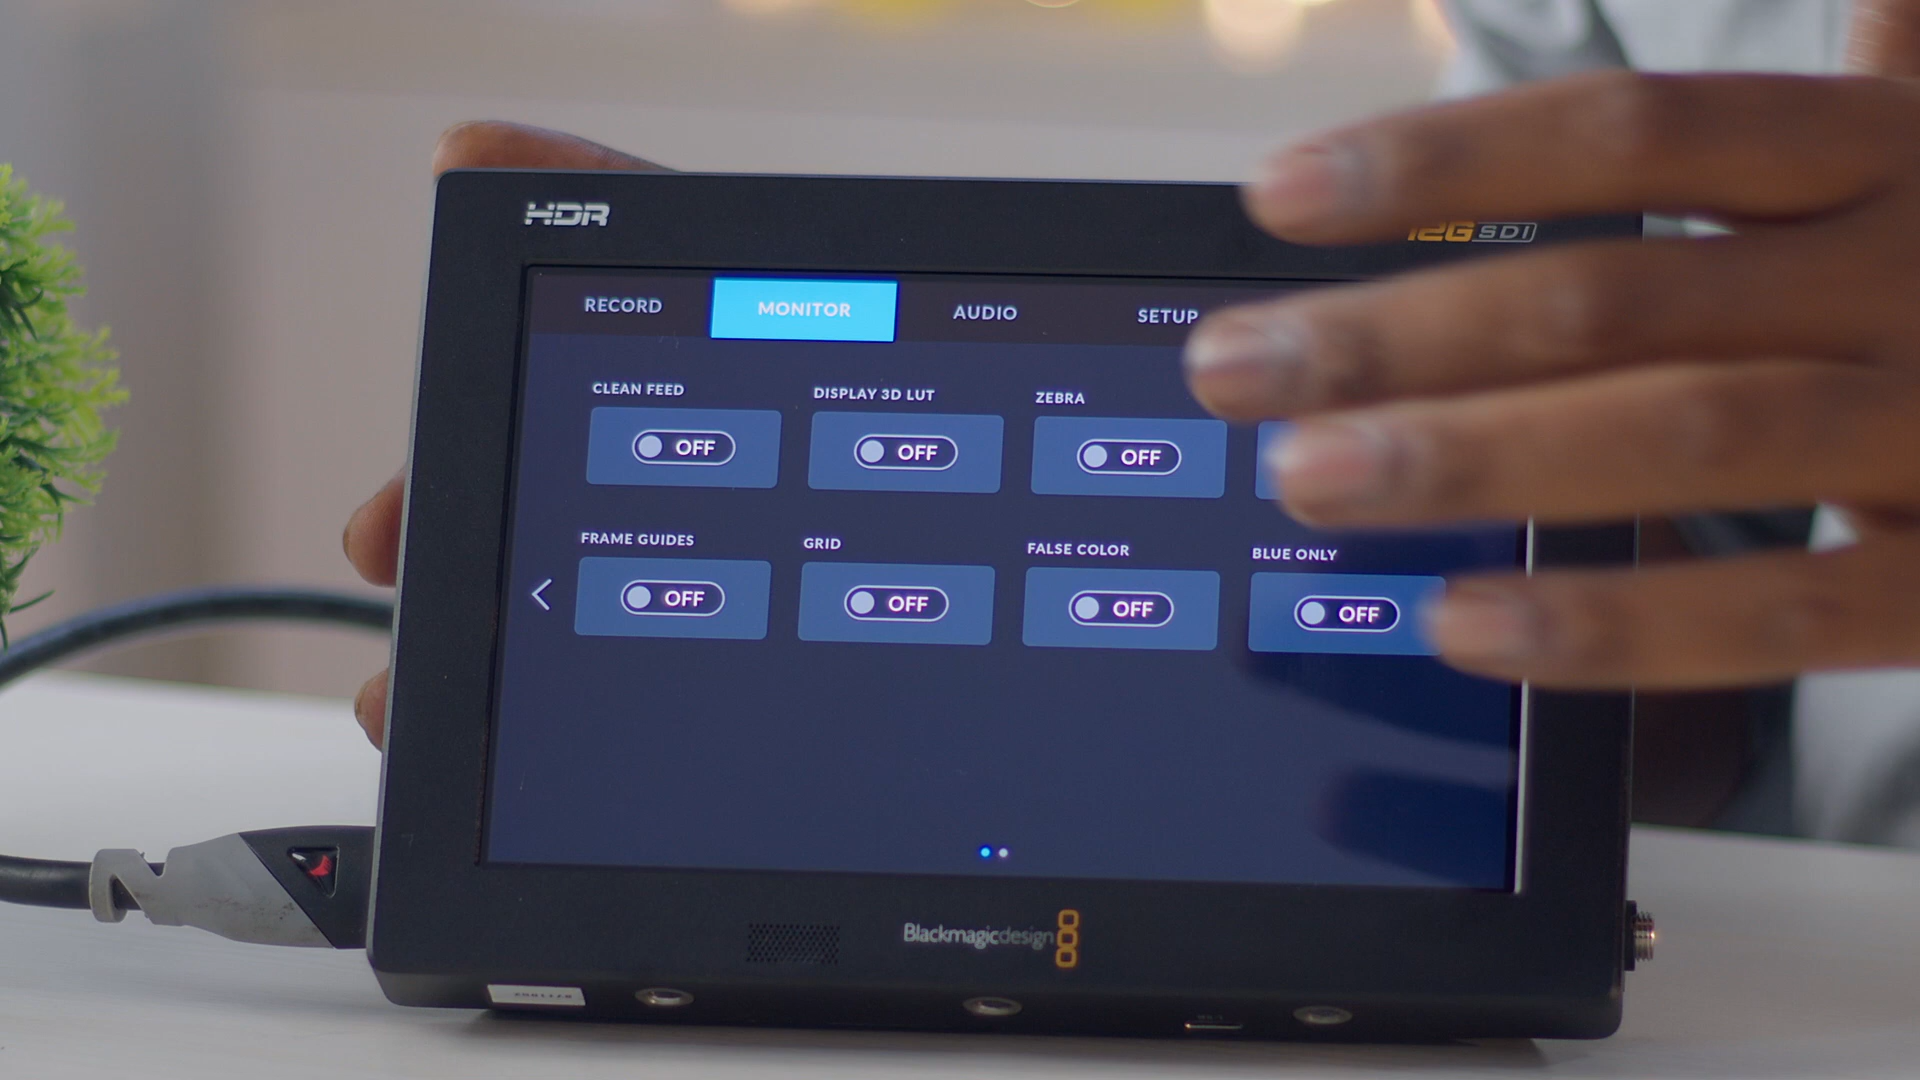 HDR
12G SDI
RECORD MONITOR AUDIO SETUP
CLEAN FEED DISPLAY 3D LUT ZEBRA
OFF OFF OFF
FRAME GUIDES GRID FALSE COLOR BLUE ONLY
OFF OFF OFF OFF
Blackmagicdesign